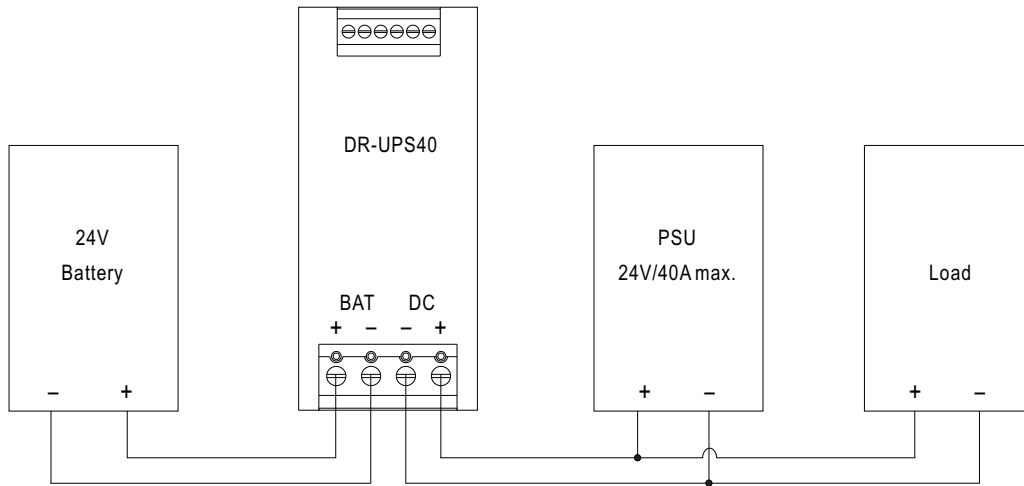 DR-UPS40
24V
Battery
BAT DC
+ – – +
– +
PSU
24V/40A max.
+ –
Load
+ –